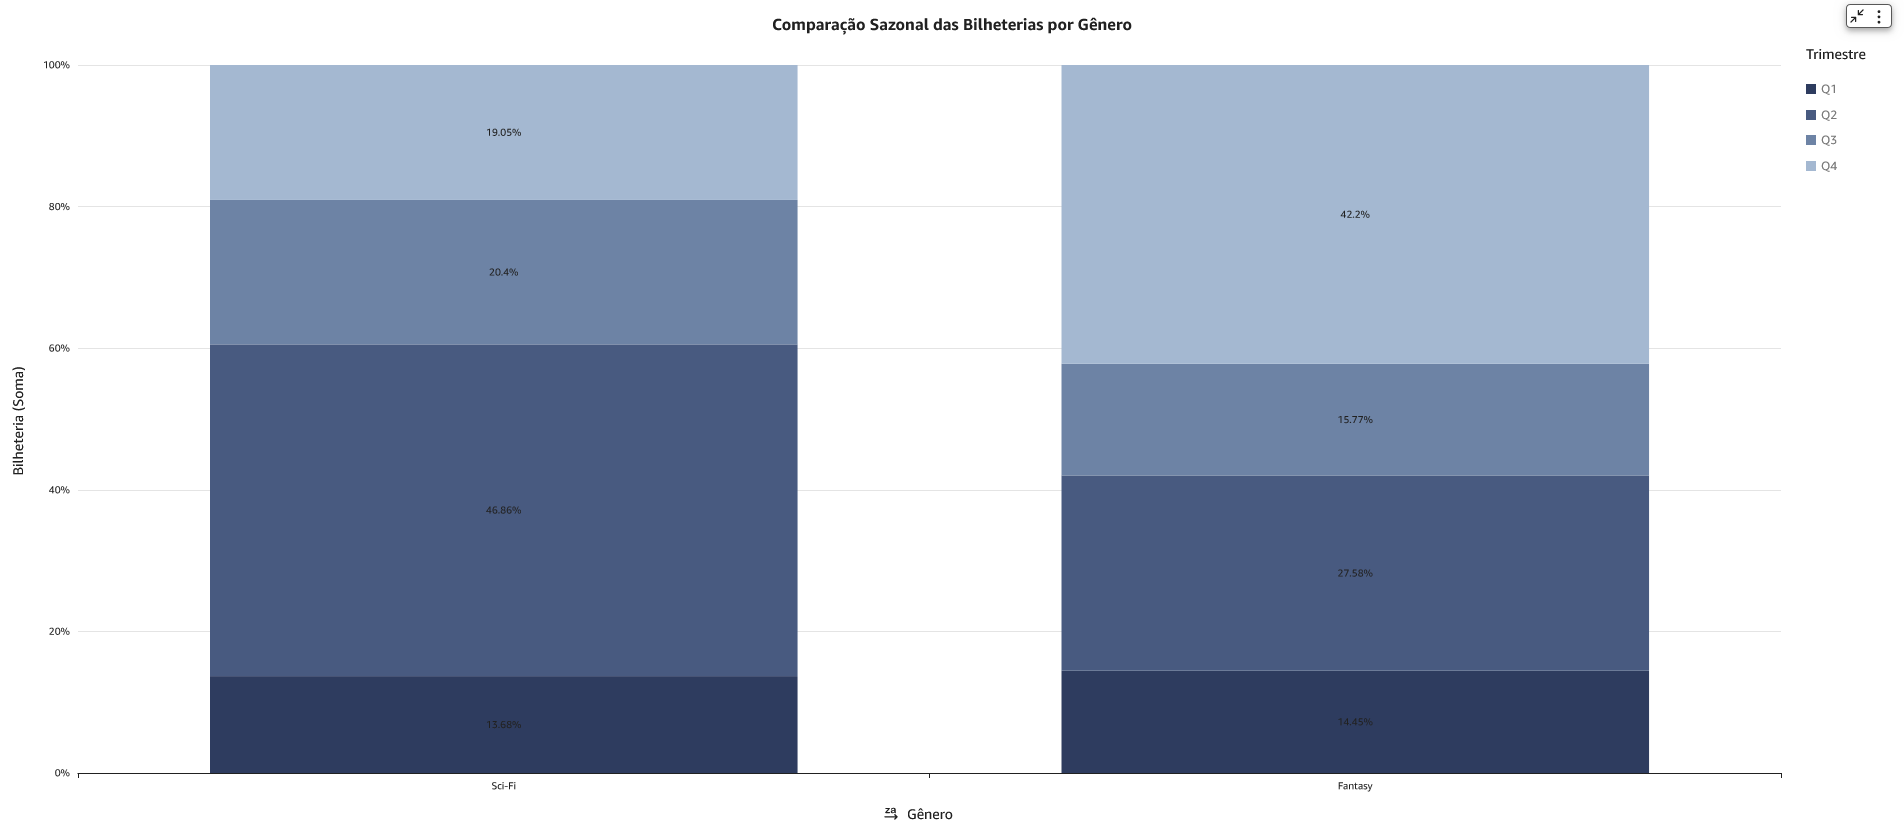 Comparação Sazonal das Bilheterias por Gênero
Trimestre
Q1
Q2
Q3
Q4
Bilheteria (Soma)
100%
80%
60%
40%
20%
0%
19.05%
20.4%
46.86%
13.68%
42.2%
15.77%
27.58%
14.45%
Sci-Fi
Fantasy
za
Gênero